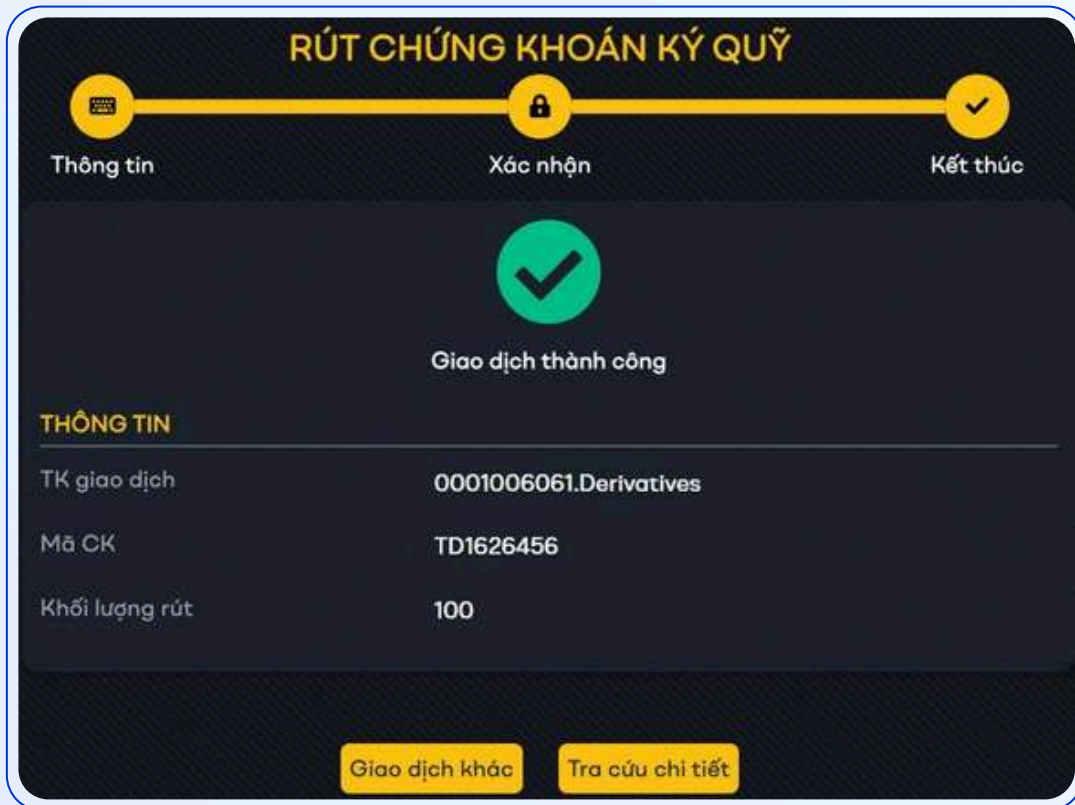 RÚT CHỨNG KHOÁN KÝ QUỸ
Thông tin
Xác nhận
Kết thúc
Giao dịch thành công
THÔNG TIN
TK giao dịch 0001006061.Derivatives
Mã CK TD1626456
Khối lượng rút 100
Giao dịch khác Tra cứu chi tiết